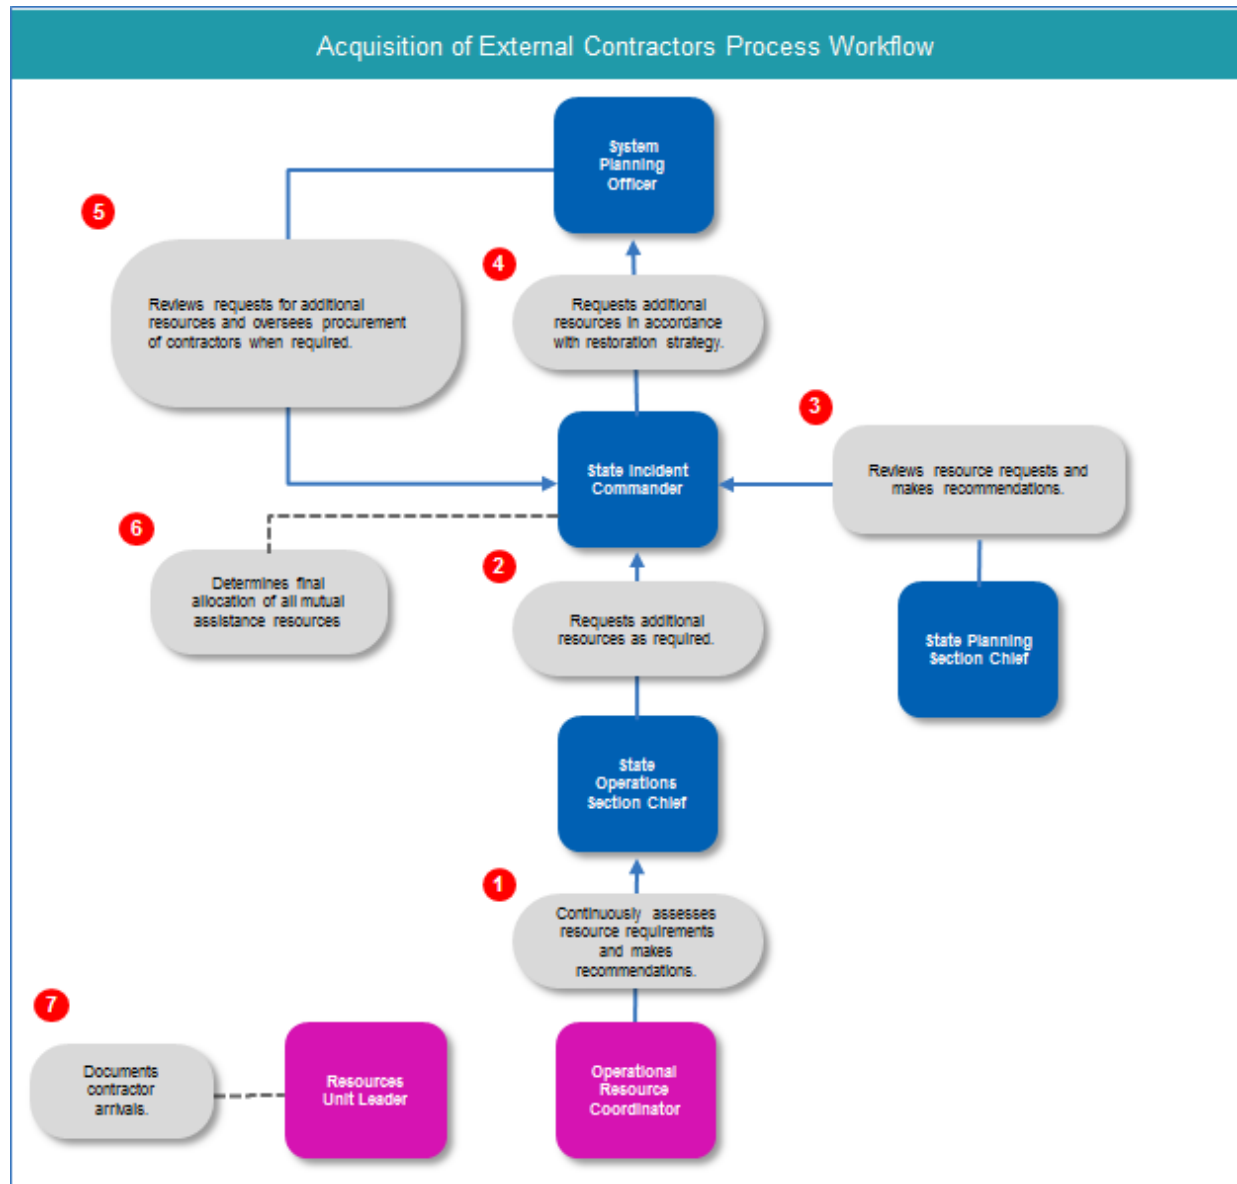 Acquisition of External Contractors Process Workflow
System
Planning
Officer
5
Reviews requests for additional
resources and oversees procurement
of contractors when required.
4
Requests additional
resources in accordance
with restoration strategy.
3
Reviews resource requests and
makes recommendations.
State Incident
Commander
6
Determines final
allocation of all mutual
assistance resources
2
Requests additional
resources as required.
State Planning
Section Chief
State
Operations
Section Chief
1
Continuously assesses
resource requirements
and makes
recommendations.
7
Documents
contractor
arrivals.
Resources
Unit Leader
Operational
Resource
Coordinator